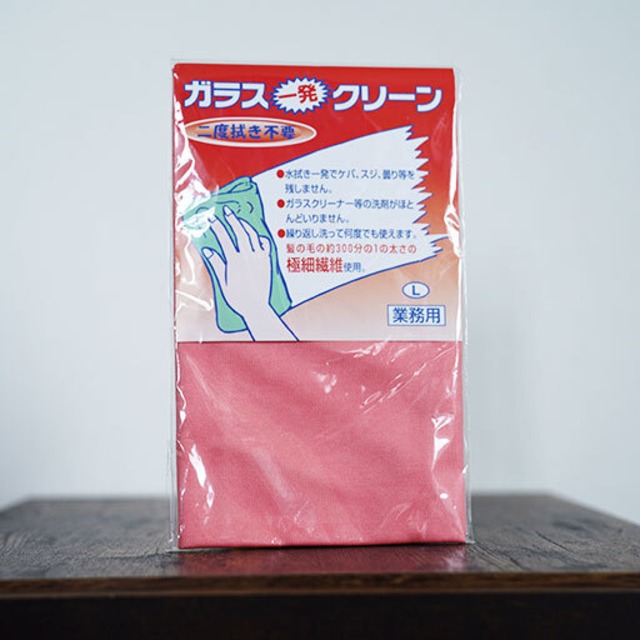 ガラス一発クリーン
二度拭き不要
●水拭き一発でケバ、スジ、曇り等を
残しません。
●ガラスクリーナー等の洗剤がほと
んどいりません。
●繰り返し洗って何度でも使えます。
髪の毛の約300分の1の太さの
極細繊維使用。
L
業務用